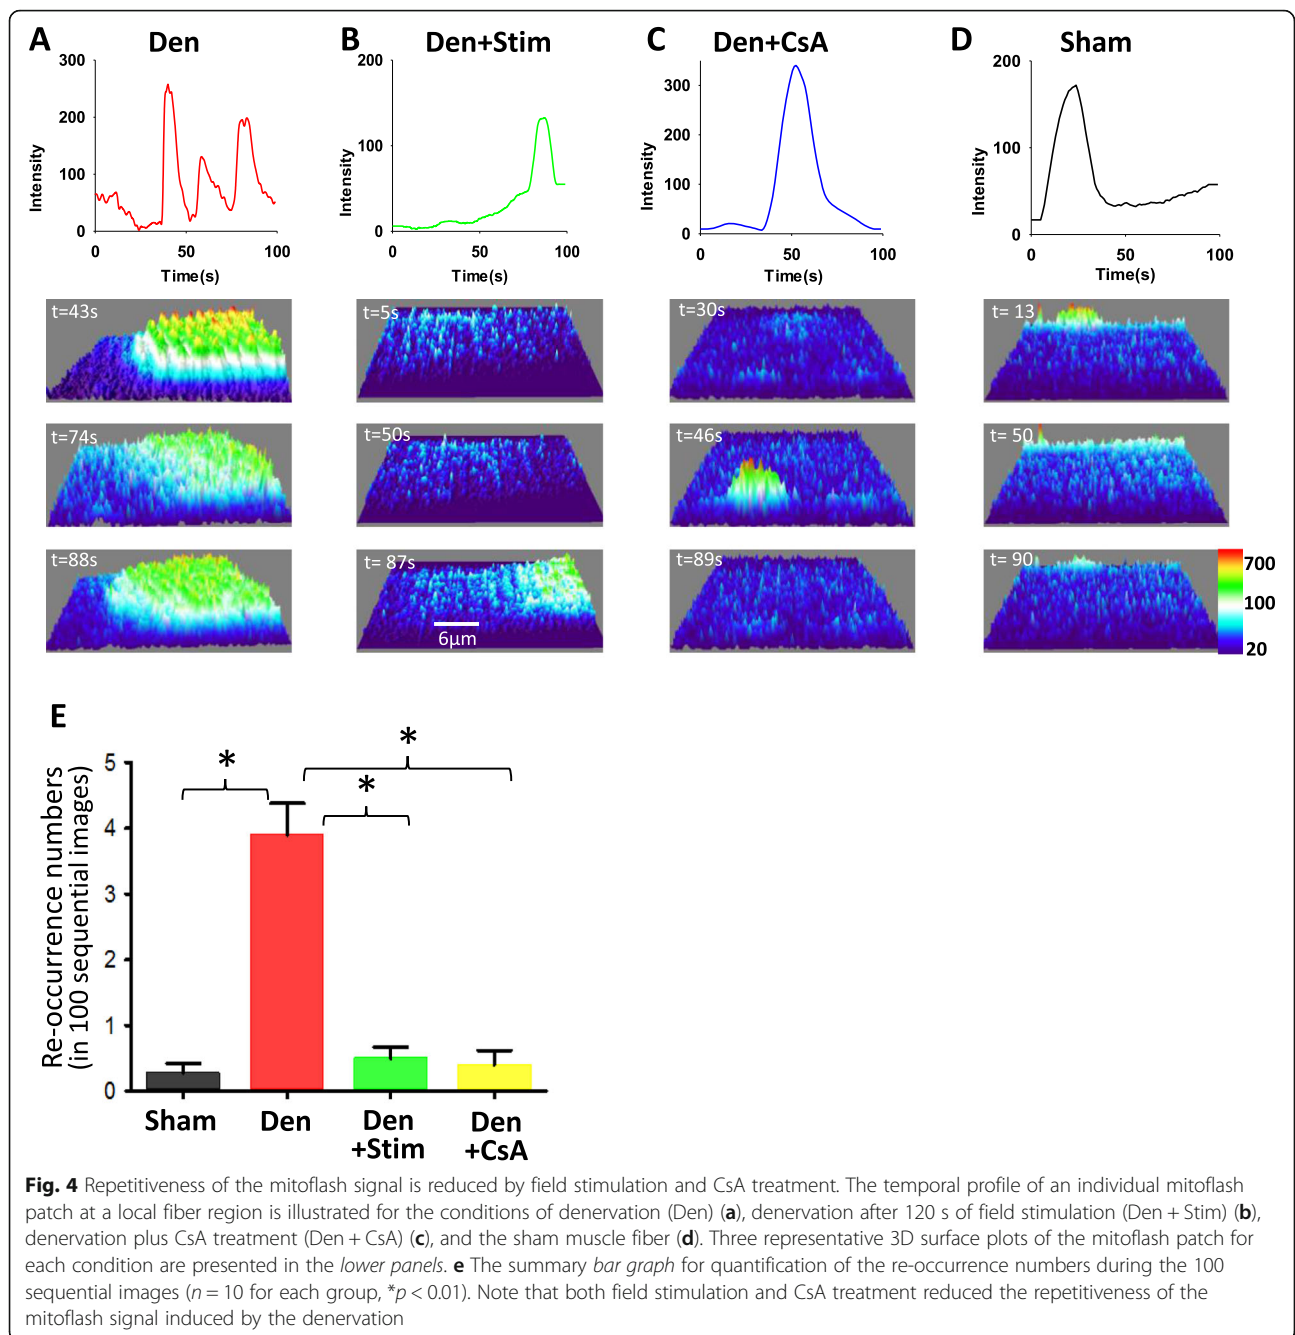 A Den
300
200
100
0
Intensity
0 50 100
Time(s)
B Den+Stim
200
100
0
Intensity
0 50 100
Time(s)
C Den+CsA
300
200
100
0
Intensity
0 50 100
Time(s)
D Sham
200
100
0
Intensity
0 50 100
Time(s)
t=43s
t=5s
t=30s
t= 13
t=74s
t=50s
t=46s
t= 50
t=88s
t= 87s
6µm
t=89s
t= 90
700
100
20
E
Re-occurrence numbers
(in 100 sequential images)
5
4
3
2
1
0
* * *
Sham
Den
Den
+Stim
Den
+CsA
Fig. 4 Repetitiveness of the mitoflash signal is reduced by field stimulation and CsA treatment. The temporal profile of an individual mitoflash
patch at a local fiber region is illustrated for the conditions of denervation (Den) (a), denervation after 120 s of field stimulation (Den + Stim) (b),
denervation plus CsA treatment (Den + CsA) (c), and the sham muscle fiber (d). Three representative 3D surface plots of the mitoflash patch for
each condition are presented in the lower panels. e The summary bar graph for quantification of the re-occurrence numbers during the 100
sequential images (n = 10 for each group, *p < 0.01). Note that both field stimulation and CsA treatment reduced the repetitiveness of the
mitoflash signal induced by the denervation